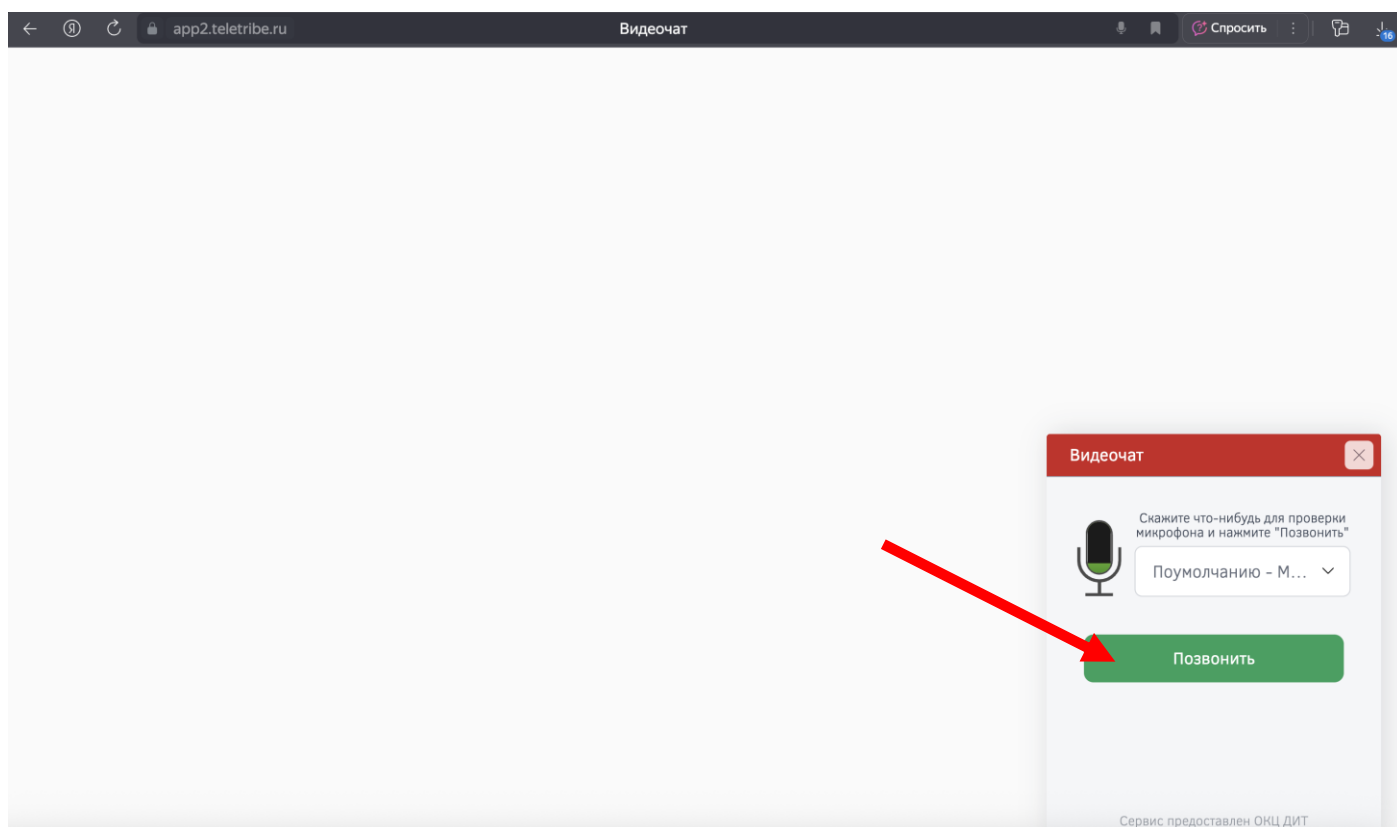 app2.teletribe.ru Видеочат Спросить
16
Видеочат
Скажите что-нибудь для проверки
микрофона и нажмите "Позвонить"
Поумолчанию - М...
Позвонить
Сервис предоставлен ОКЦ ДИТ